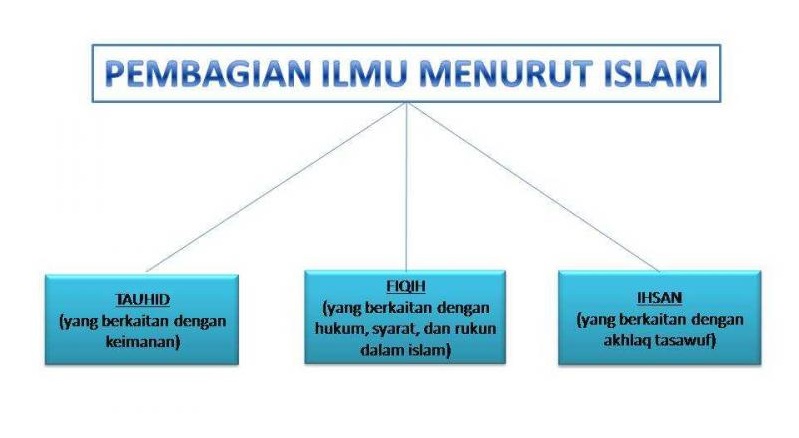 PEMBAGIAN ILMU MENURUT ISLAM
TAUHID
(yang berkaitan dengan
keimanan)
FIQIH
(yang berkaitan dengan
hukum, syarat, dan rukun
dalam islam)
IHSAN
(yang berkaitan dengan
akhlaq tasawuf)